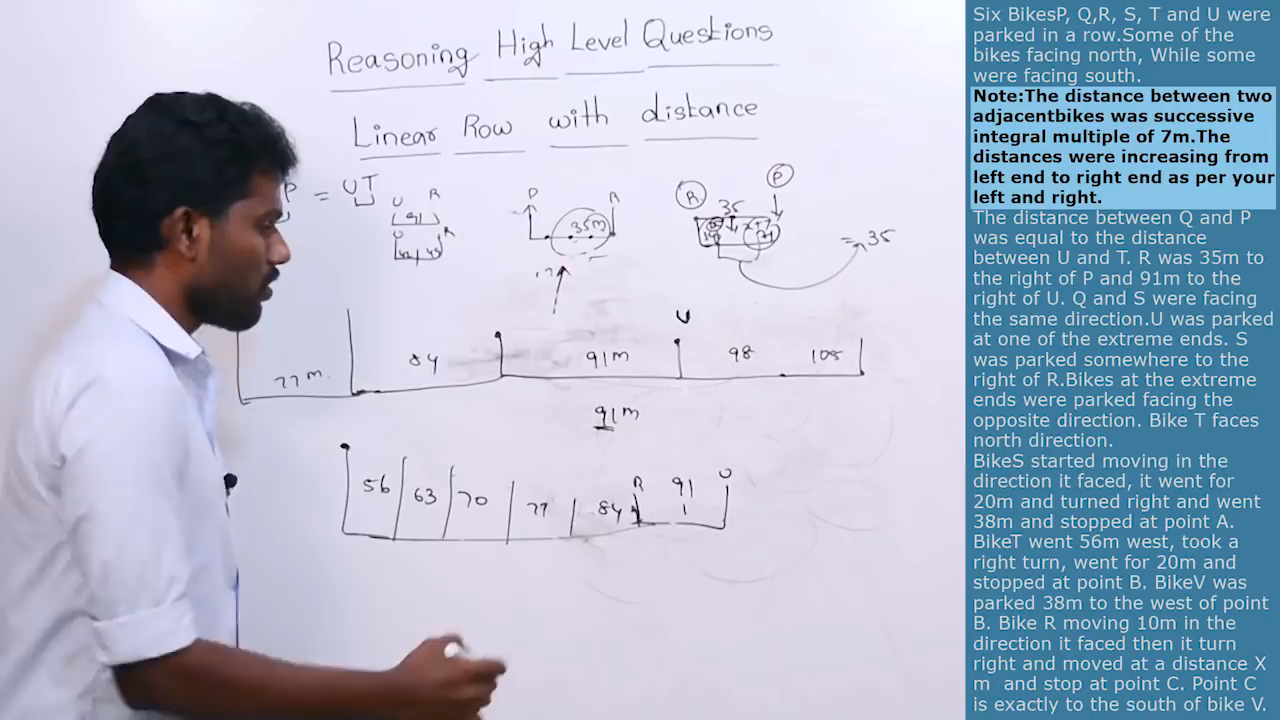 Reasoning High Level Questions
Linear Row with distance
P = UT
U R
91
U R
P R
35m
R P
35
= 35
U
77m. 84 91m 98 105
91m
56 63 70 77 84 R 91 U
Six BikesP, Q,R, S, T and U were
parked in a row.Some of the
bikes facing north, While some
were facing south.
Note:The distance between two
adjacentbikes was successive
integral multiple of 7m.The
distances were increasing from
left end to right end as per your
left and right.
The distance between Q and P
was equal to the distance
between U and T. R was 35m to
the right of P and 91m to the
right of U. Q and S were facing
the same direction.U was parked
at one of the extreme ends. S
was parked somewhere to the
right of R.Bikes at the extreme
ends were parked facing the
opposite direction. Bike T faces
north direction.
BikeS started moving in the
direction it faced, it went for
20m and turned right and went
38m and stopped at point A.
BikeT went 56m west, took a
right turn, went for 20m and
stopped at point B. BikeV was
parked 38m to the west of point
B. Bike R moving 10m in the
direction it faced then it turn
right and moved at a distance X
m and stop at point C. Point C
is exactly to the south of bike V.